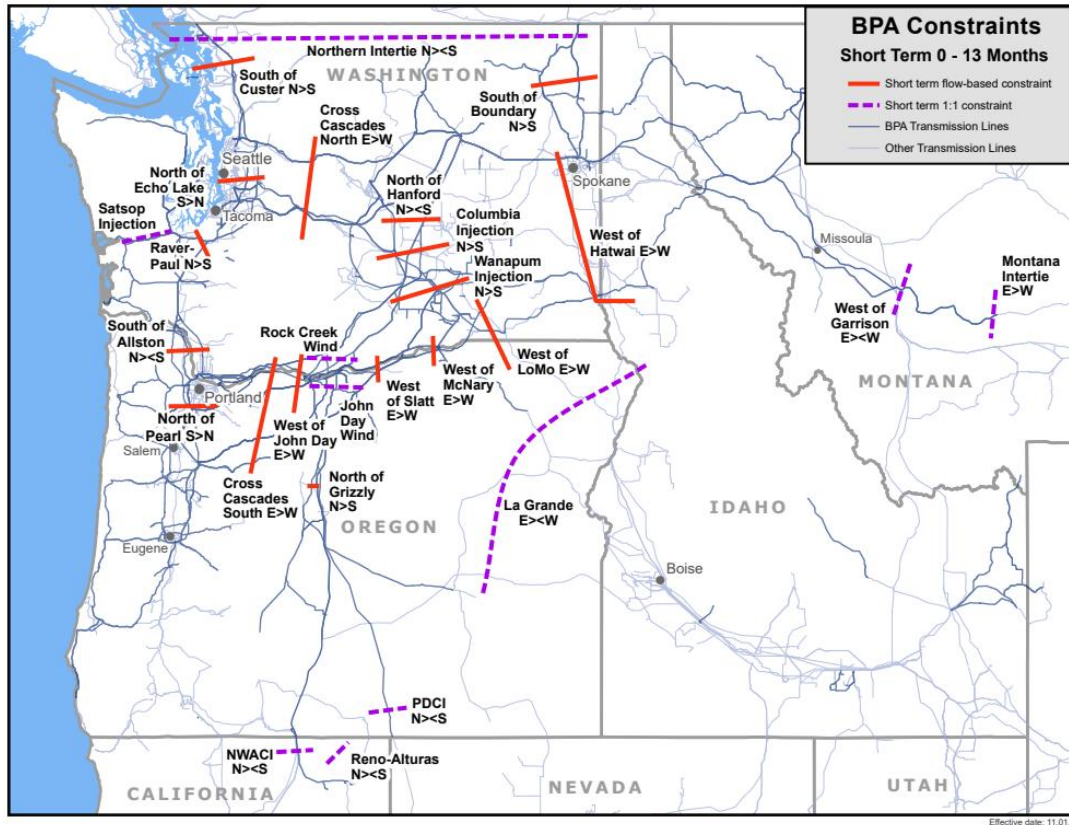 BPA Constraints
Short Term 0 - 13 Months
Short term flow-based constraint
Short term 1:1 constraint
BPA Transmission Lines
Other Transmission Lines
Northern Intertie N><S
WASHINGTON
South of
Custer N>S
South of
Boundary
N>S
Cross
Cascades
North E>W
Seattle
North of
Echo Lake
S>N
Spokane
North of
Hanford
N><S
Satsop
Injection
Tacoma
Columbia
Injection
N>S
West of
Hatwai E>W
Missoula
Raver-
Paul N>S
Wanapum
Injection
N>S
Montana
Intertie
E>W
West of
Garrison
E><W
South of
Allston
N><S
Rock Creek
Wind
West of
LoMo E>W
MONTANA
West of
McNary
E>W
West
of Slatt
E>W
Portland
John
Day
Wind
North of
Pearl S>N
West of
John Day
E>W
Salem
Cross
Cascades
South E>W
North of
Grizzly
N>S
La Grande
E><W
IDAHO
OREGON
Eugene
Boise
PDCI
N><S
NWACI
N><S
Reno-Alturas
N><S
CALIFORNIA
NEVADA
UTAH
Effective date: 11.01